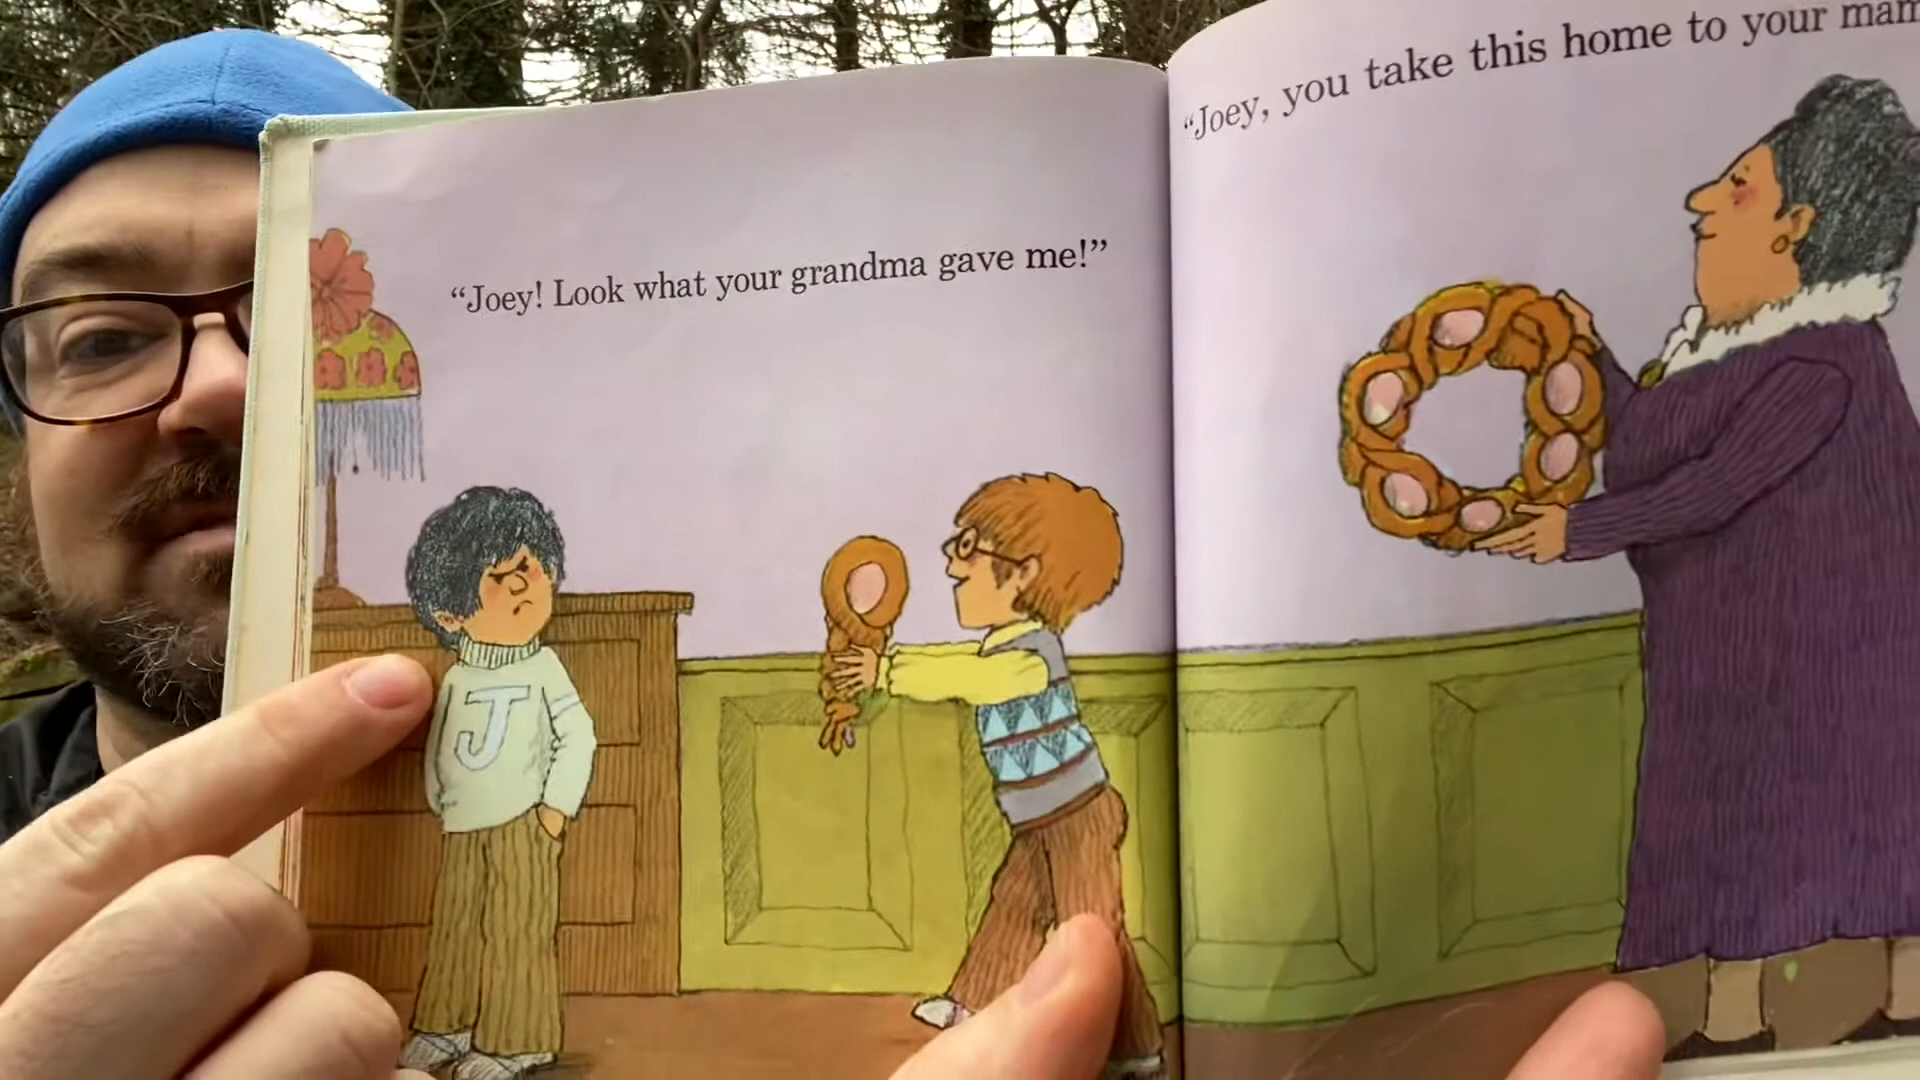 “Joey! Look what your grandma gave me!”
“Joey, you take this home to your
J